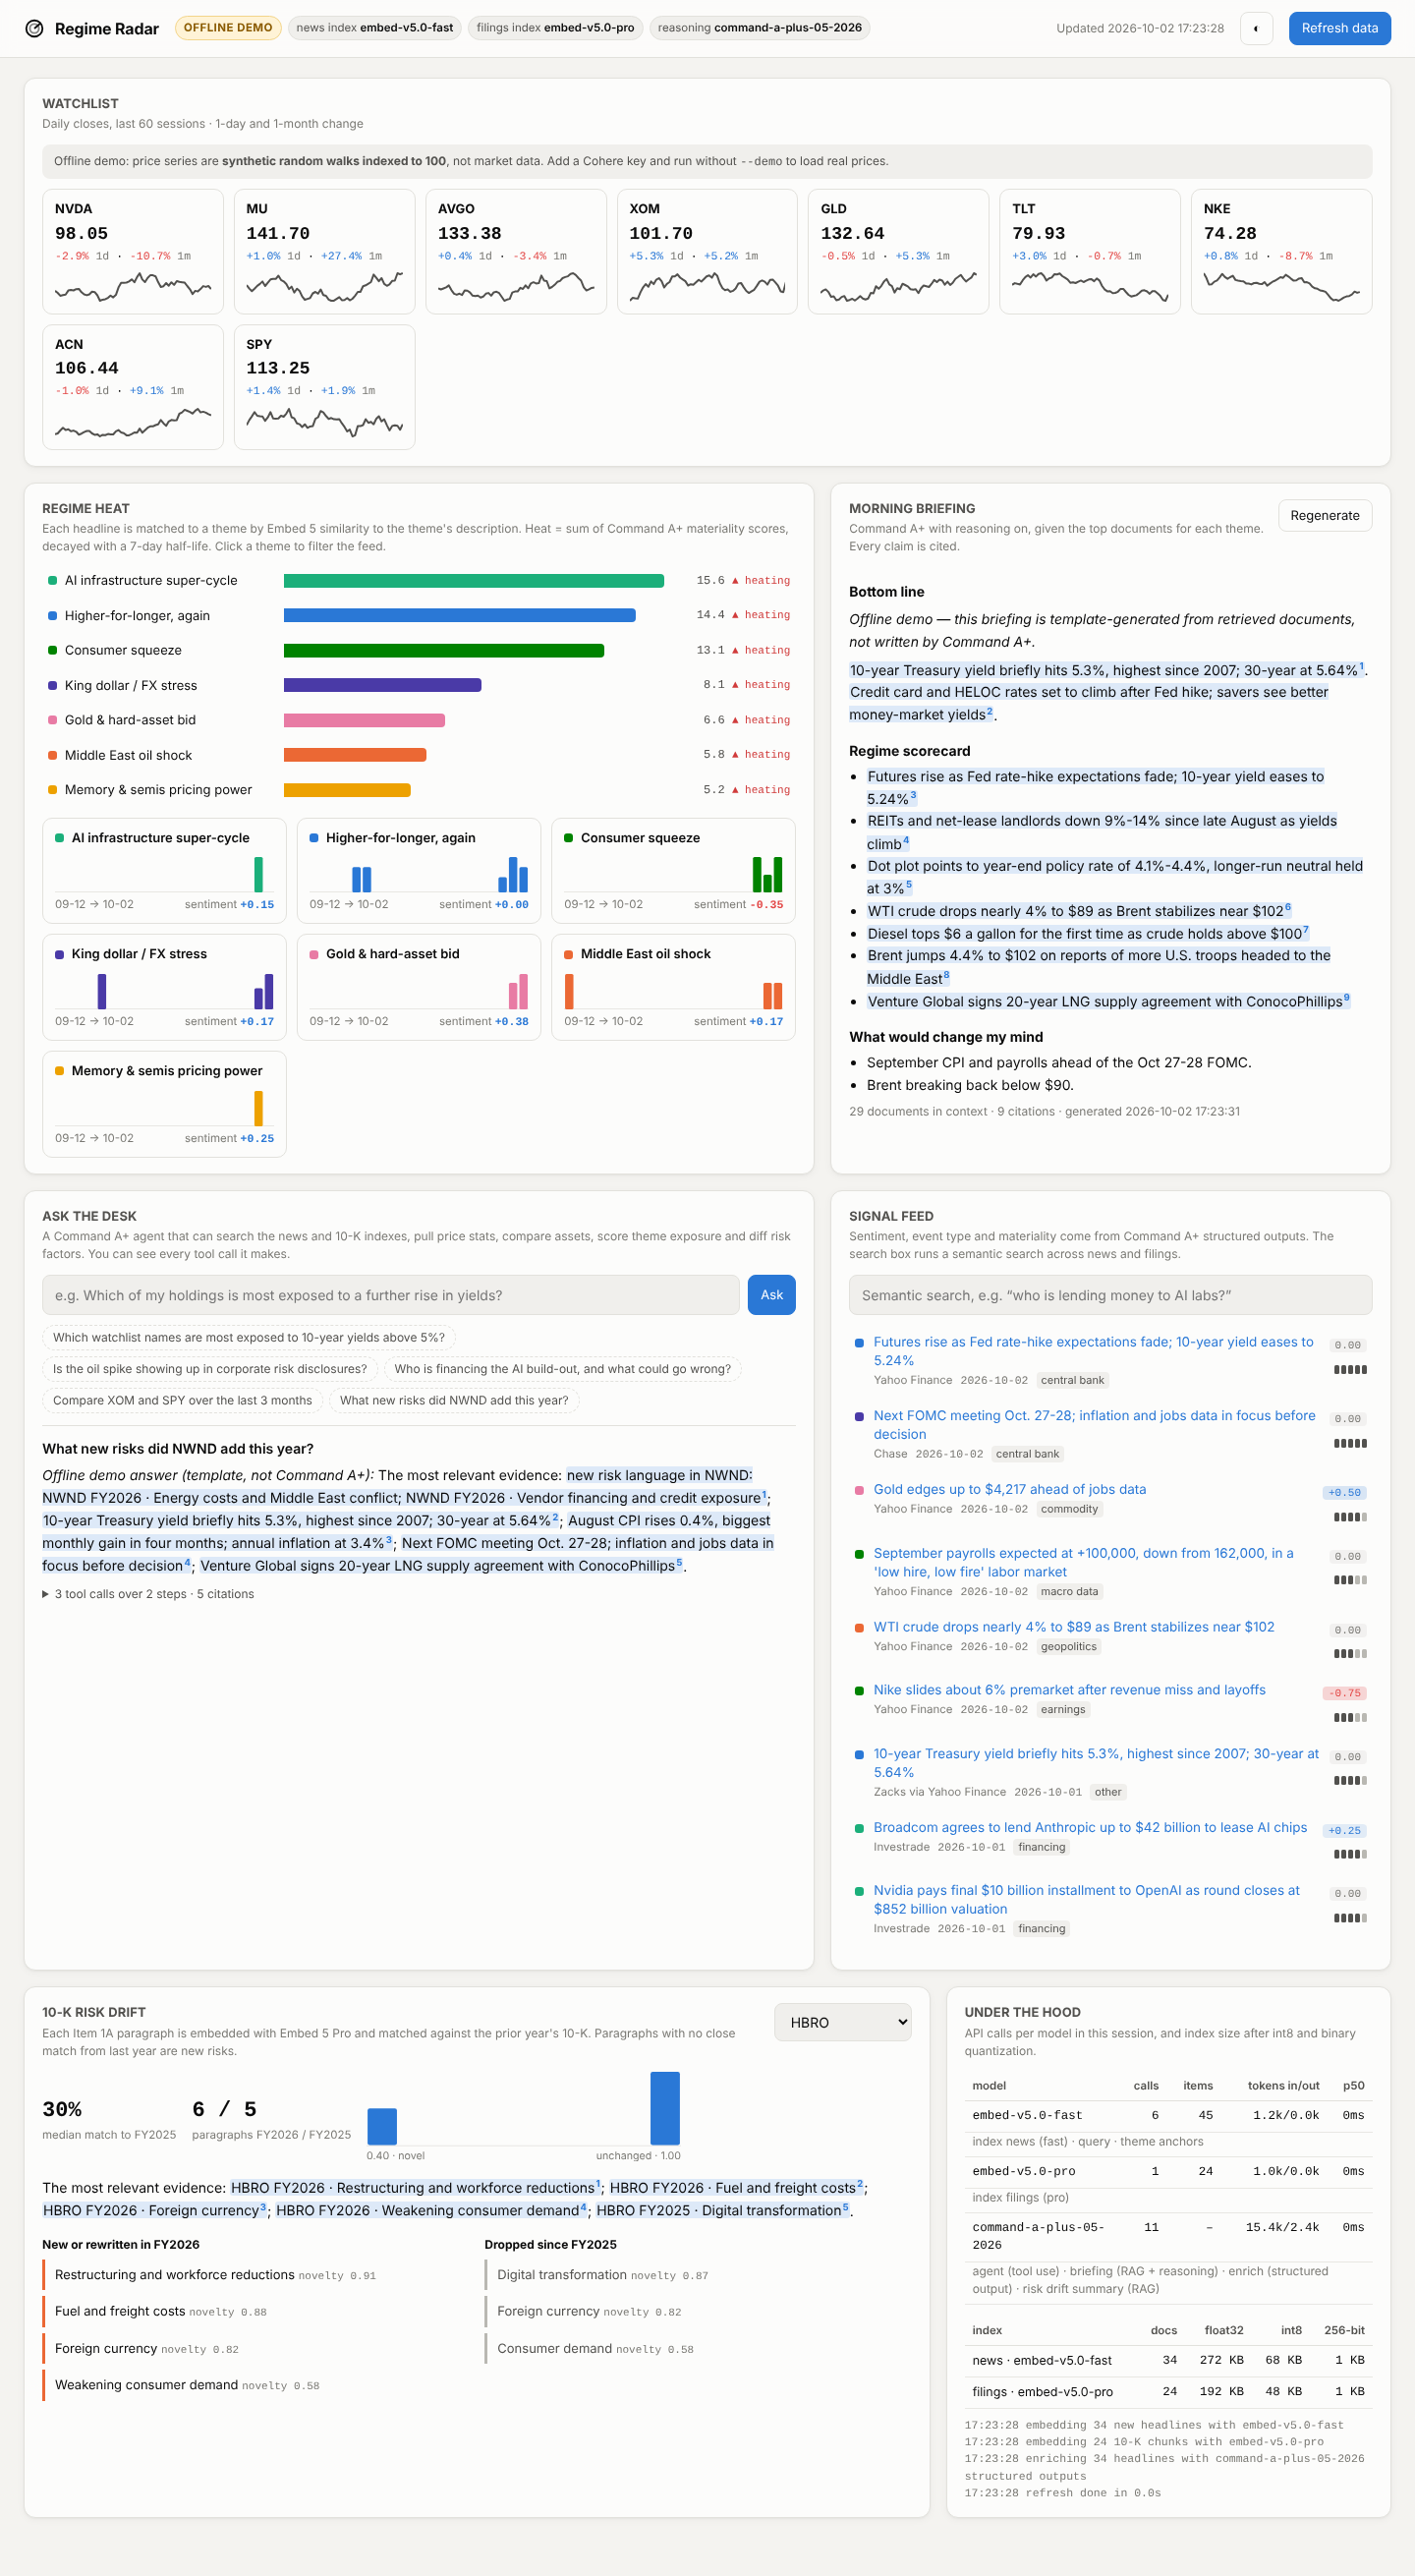 Regime Radar
OFFLINE DEMO
news index embed-v5.0-fast
filings index embed-v5.0-pro
reasoning command-a-plus-05-2026
Updated 2026-10-02 17:23:28
Refresh data
WATCHLIST
Daily closes, last 60 sessions · 1-day and 1-month change
Offline demo: price series are synthetic random walks indexed to 100, not market data. Add a Cohere key and run without --demo to load real prices.
NVDA
98.05
-2.9% 1d · -10.7% 1m
MU
141.70
+1.0% 1d · +27.4% 1m
AVGO
133.38
+0.4% 1d · -3.4% 1m
XOM
101.70
+5.3% 1d · +5.2% 1m
GLD
132.64
-0.5% 1d · +5.3% 1m
TLT
79.93
+3.0% 1d · -0.7% 1m
NKE
74.28
+0.8% 1d · -8.7% 1m
ACN
106.44
-1.0% 1d · +9.1% 1m
SPY
113.25
+1.4% 1d · +1.9% 1m
REGIME HEAT
Each headline is matched to a theme by Embed 5 similarity to the theme's description. Heat = sum of Command A+ materiality scores,
decayed with a 7-day half-life. Click a theme to filter the feed.
AI infrastructure super-cycle 15.6 ▲ heating
Higher-for-longer, again 14.4 ▲ heating
Consumer squeeze 13.1 ▲ heating
King dollar / FX stress 8.1 ▲ heating
Gold & hard-asset bid 6.6 ▲ heating
Middle East oil shock 5.8 ▲ heating
Memory & semis pricing power 5.2 ▲ heating
AI infrastructure super-cycle
09-12 → 10-02 sentiment +0.15
Higher-for-longer, again
09-12 → 10-02 sentiment +0.00
Consumer squeeze
09-12 → 10-02 sentiment -0.35
King dollar / FX stress
09-12 → 10-02 sentiment +0.17
Gold & hard-asset bid
09-12 → 10-02 sentiment +0.38
Middle East oil shock
09-12 → 10-02 sentiment +0.17
Memory & semis pricing power
09-12 → 10-02 sentiment +0.25
MORNING BRIEFING
Command A+ with reasoning on, given the top documents for each theme.
Every claim is cited.
Regenerate
Bottom line
Offline demo — this briefing is template-generated from retrieved documents,
not written by Command A+.
10-year Treasury yield briefly hits 5.3%, highest since 2007; 30-year at 5.64%1.
Credit card and HELOC rates set to climb after Fed hike; savers see better
money-market yields2.
Regime scorecard
• Futures rise as Fed rate-hike expectations fade; 10-year yield eases to
5.24%3
• REITs and net-lease landlords down 9%-14% since late August as yields
climb4
• Dot plot points to year-end policy rate of 4.1%-4.4%, longer-run neutral held
at 3%5
• WTI crude drops nearly 4% to $89 as Brent stabilizes near $1026
• Diesel tops $6 a gallon for the first time as crude holds above $1007
• Brent jumps 4.4% to $102 on reports of more U.S. troops headed to the
Middle East8
• Venture Global signs 20-year LNG supply agreement with ConocoPhillips9
What would change my mind
• September CPI and payrolls ahead of the Oct 27-28 FOMC.
• Brent breaking back below $90.
29 documents in context · 9 citations · generated 2026-10-02 17:23:31
ASK THE DESK
A Command A+ agent that can search the news and 10-K indexes, pull price stats, compare assets, score theme exposure and diff risk
factors. You can see every tool call it makes.
e.g. Which of my holdings is most exposed to a further rise in yields?
Ask
Which watchlist names are most exposed to 10-year yields above 5%?
Is the oil spike showing up in corporate risk disclosures?
Who is financing the AI build-out, and what could go wrong?
Compare XOM and SPY over the last 3 months
What new risks did NWND add this year?
What new risks did NWND add this year?
Offline demo answer (template, not Command A+): The most relevant evidence: new risk language in NWND:
NWND FY2026 · Energy costs and Middle East conflict; NWND FY2026 · Vendor financing and credit exposure1;
10-year Treasury yield briefly hits 5.3%, highest since 2007; 30-year at 5.64%2; August CPI rises 0.4%, biggest
monthly gain in four months; annual inflation at 3.4%3; Next FOMC meeting Oct. 27-28; inflation and jobs data in
focus before decision4; Venture Global signs 20-year LNG supply agreement with ConocoPhillips5.
▶ 3 tool calls over 2 steps · 5 citations
SIGNAL FEED
Sentiment, event type and materiality come from Command A+ structured outputs. The
search box runs a semantic search across news and filings.
Semantic search, e.g. “who is lending money to AI labs?”
Futures rise as Fed rate-hike expectations fade; 10-year yield eases to
5.24%
0.00
Yahoo Finance 2026-10-02 central bank
Next FOMC meeting Oct. 27-28; inflation and jobs data in focus before
decision
0.00
Chase 2026-10-02 central bank
Gold edges up to $4,217 ahead of jobs data
+0.50
Yahoo Finance 2026-10-02 commodity
September payrolls expected at +100,000, down from 162,000, in a
'low hire, low fire' labor market
0.00
Yahoo Finance 2026-10-02 macro data
WTI crude drops nearly 4% to $89 as Brent stabilizes near $102
0.00
Yahoo Finance 2026-10-02 geopolitics
Nike slides about 6% premarket after revenue miss and layoffs
-0.75
Yahoo Finance 2026-10-02 earnings
10-year Treasury yield briefly hits 5.3%, highest since 2007; 30-year at
5.64%
0.00
Zacks via Yahoo Finance 2026-10-01 other
Broadcom agrees to lend Anthropic up to $42 billion to lease AI chips
+0.25
Investrade 2026-10-01 financing
Nvidia pays final $10 billion installment to OpenAI as round closes at
$852 billion valuation
0.00
Investrade 2026-10-01 financing
10-K RISK DRIFT
Each Item 1A paragraph is embedded with Embed 5 Pro and matched against the prior year's 10-K. Paragraphs with no close
match from last year are new risks.
HBRO
30%
median match to FY2025
6 / 5
paragraphs FY2026 / FY2025
0.40 · novel unchanged · 1.00
The most relevant evidence: HBRO FY2026 · Restructuring and workforce reductions1; HBRO FY2026 · Fuel and freight costs2;
HBRO FY2026 · Foreign currency3; HBRO FY2026 · Weakening consumer demand4; HBRO FY2025 · Digital transformation5.
New or rewritten in FY2026
Restructuring and workforce reductions novelty 0.91
Fuel and freight costs novelty 0.88
Foreign currency novelty 0.82
Weakening consumer demand novelty 0.58
Dropped since FY2025
Digital transformation novelty 0.87
Foreign currency novelty 0.82
Consumer demand novelty 0.58
UNDER THE HOOD
API calls per model in this session, and index size after int8 and binary
quantization.
model calls items tokens in/out p50
embed-v5.0-fast 6 45 1.2k/0.0k 0ms
index news (fast) · query · theme anchors
embed-v5.0-pro 1 24 1.0k/0.0k 0ms
index filings (pro)
command-a-plus-05-
2026
11 – 15.4k/2.4k 0ms
agent (tool use) · briefing (RAG + reasoning) · enrich (structured
output) · risk drift summary (RAG)
index docs float32 int8 256-bit
news · embed-v5.0-fast 34 272 KB 68 KB 1 KB
filings · embed-v5.0-pro 24 192 KB 48 KB 1 KB
17:23:28 embedding 34 new headlines with embed-v5.0-fast
17:23:28 embedding 24 10-K chunks with embed-v5.0-pro
17:23:28 enriching 34 headlines with command-a-plus-05-2026
structured outputs
17:23:28 refresh done in 0.0s